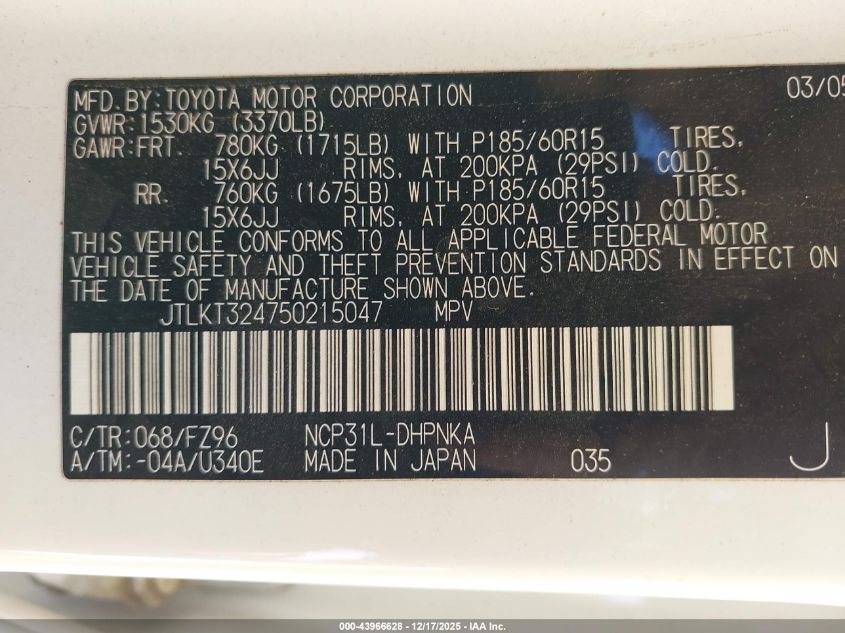 MFD. BY: TOYOTA MOTOR CORPORATION 03/05
GVWR: 1530KG (3370LB)
GAWR: FRT. 780KG (1715LB) WITH P185/60R15 TIRES,
15X6JJ RIMS, AT 200KPA (29PSI) COLD.
RR. 760KG (1675LB) WITH P185/60R15 TIRES,
15X6JJ RIMS, AT 200KPA (29PSI) COLD.
THIS VEHICLE CONFORMS TO ALL APPLICABLE FEDERAL MOTOR
VEHICLE SAFETY AND THEFT PREVENTION STANDARDS IN EFFECT ON
THE DATE OF MANUFACTURE SHOWN ABOVE.
JTLKT324750215047 MPV
C/TR: 068/FZ96 NCP31L-DHPNKA
A/TM: -04A/U340E MADE IN JAPAN 035 J
000-43966628 - 12/17/2025 - IAA Inc.